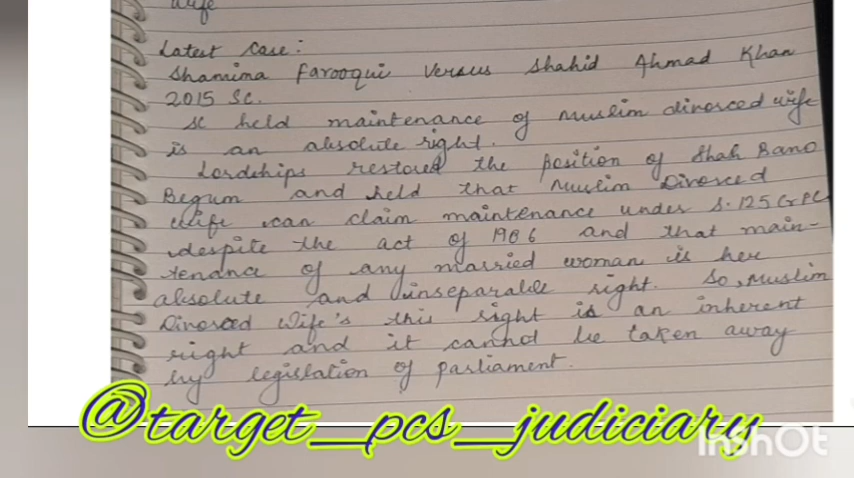 wife
Latest case:
Shamima Farooqui versus Shahid Ahmad Khan
2015 SC.
SC held maintenance of Muslim divorced wife
is an absolute right.
Lordships restored the position of Shah Bano
Begum and held that Muslim Divorced
wife can claim maintenance under S. 125 CrPC
despite the act of 1986 and that main-
tenance of any married woman is her
absolute and inseparable right. So, Muslim
Divorced Wife's this right is an inherent
right and it cannot be taken away
by legislation of parliament.
@target_pcs_judiciary
InShOt